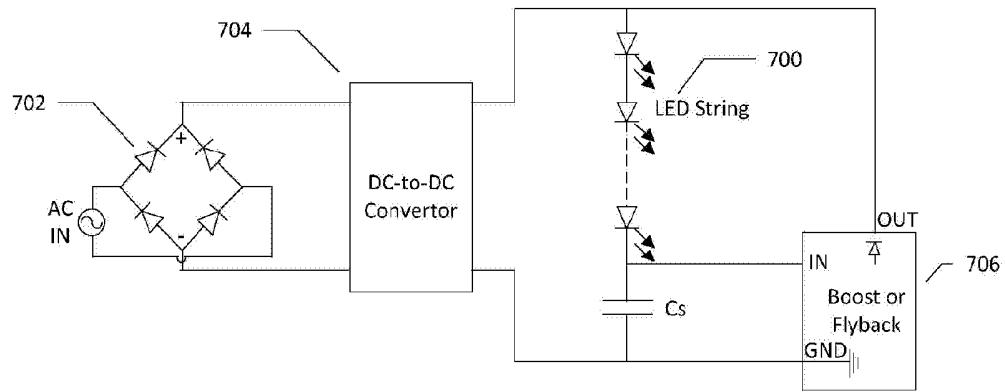 704
702
700
LED String
+
DC-to-DC
Convertor
AC
IN
-
OUT
IN
706
Boost or
Flyback
Cs
GND